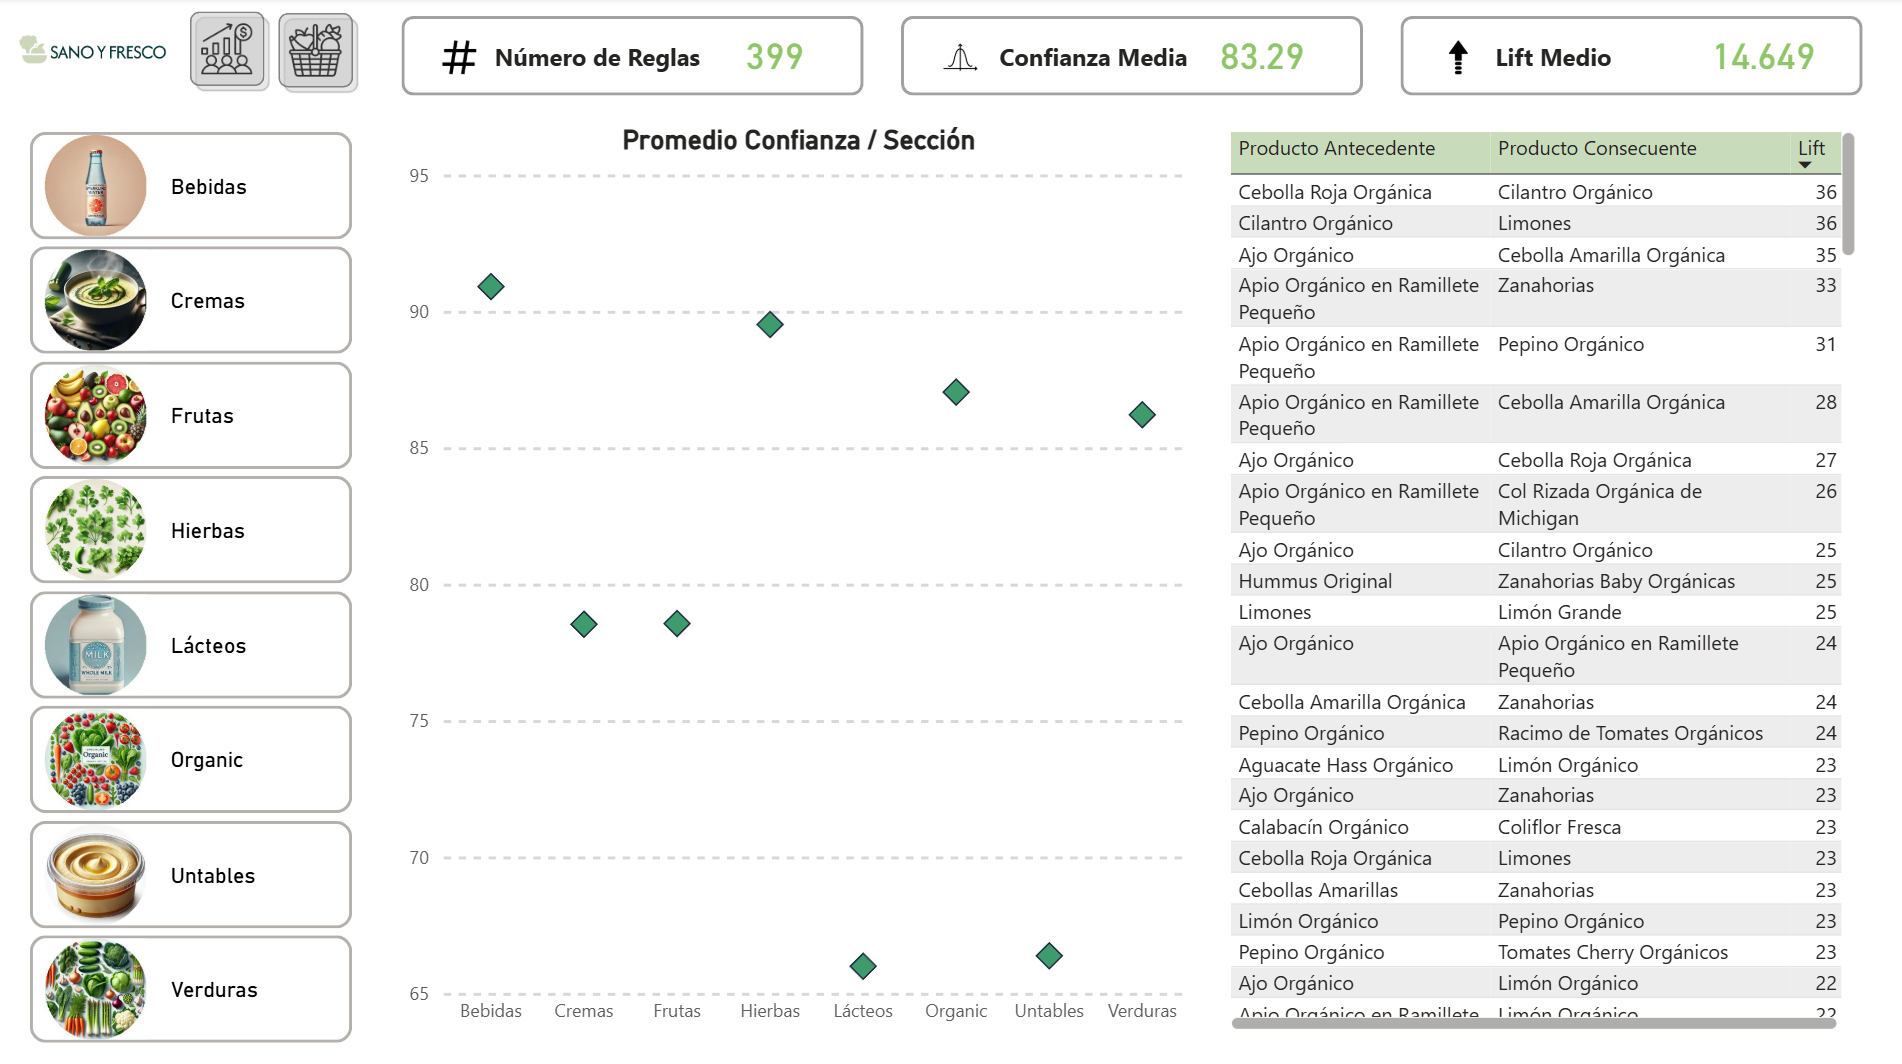 SANO Y FRESCO
Número de Reglas 399
Confianza Media 83.29
Lift Medio 14.649
Bebidas
Cremas
Frutas
Hierbas
Lácteos
MILK
WHOLE MILK
Organic
Organic
Untables
Verduras
Promedio Confianza / Sección
95
90
85
80
75
70
65
Bebidas Cremas Frutas Hierbas Lácteos Organic Untables Verduras
Producto Antecedente Producto Consecuente Lift
Cebolla Roja Orgánica Cilantro Orgánico 36
Cilantro Orgánico Limones 36
Ajo Orgánico Cebolla Amarilla Orgánica 35
Apio Orgánico en Ramillete Zanahorias 33
Pequeño
Apio Orgánico en Ramillete Pepino Orgánico 31
Pequeño
Apio Orgánico en Ramillete Cebolla Amarilla Orgánica 28
Pequeño
Ajo Orgánico Cebolla Roja Orgánica 27
Apio Orgánico en Ramillete Col Rizada Orgánica de 26
Pequeño Michigan
Ajo Orgánico Cilantro Orgánico 25
Hummus Original Zanahorias Baby Orgánicas 25
Limones Limón Grande 25
Ajo Orgánico Apio Orgánico en Ramillete 24
Pequeño
Cebolla Amarilla Orgánica Zanahorias 24
Pepino Orgánico Racimo de Tomates Orgánicos 24
Aguacate Hass Orgánico Limón Orgánico 23
Ajo Orgánico Zanahorias 23
Calabacín Orgánico Coliflor Fresca 23
Cebolla Roja Orgánica Limones 23
Cebollas Amarillas Zanahorias 23
Limón Orgánico Pepino Orgánico 23
Pepino Orgánico Tomates Cherry Orgánicos 23
Ajo Orgánico Limón Orgánico 22
Apio Orgánico en Ramillete Limón Orgánico 22